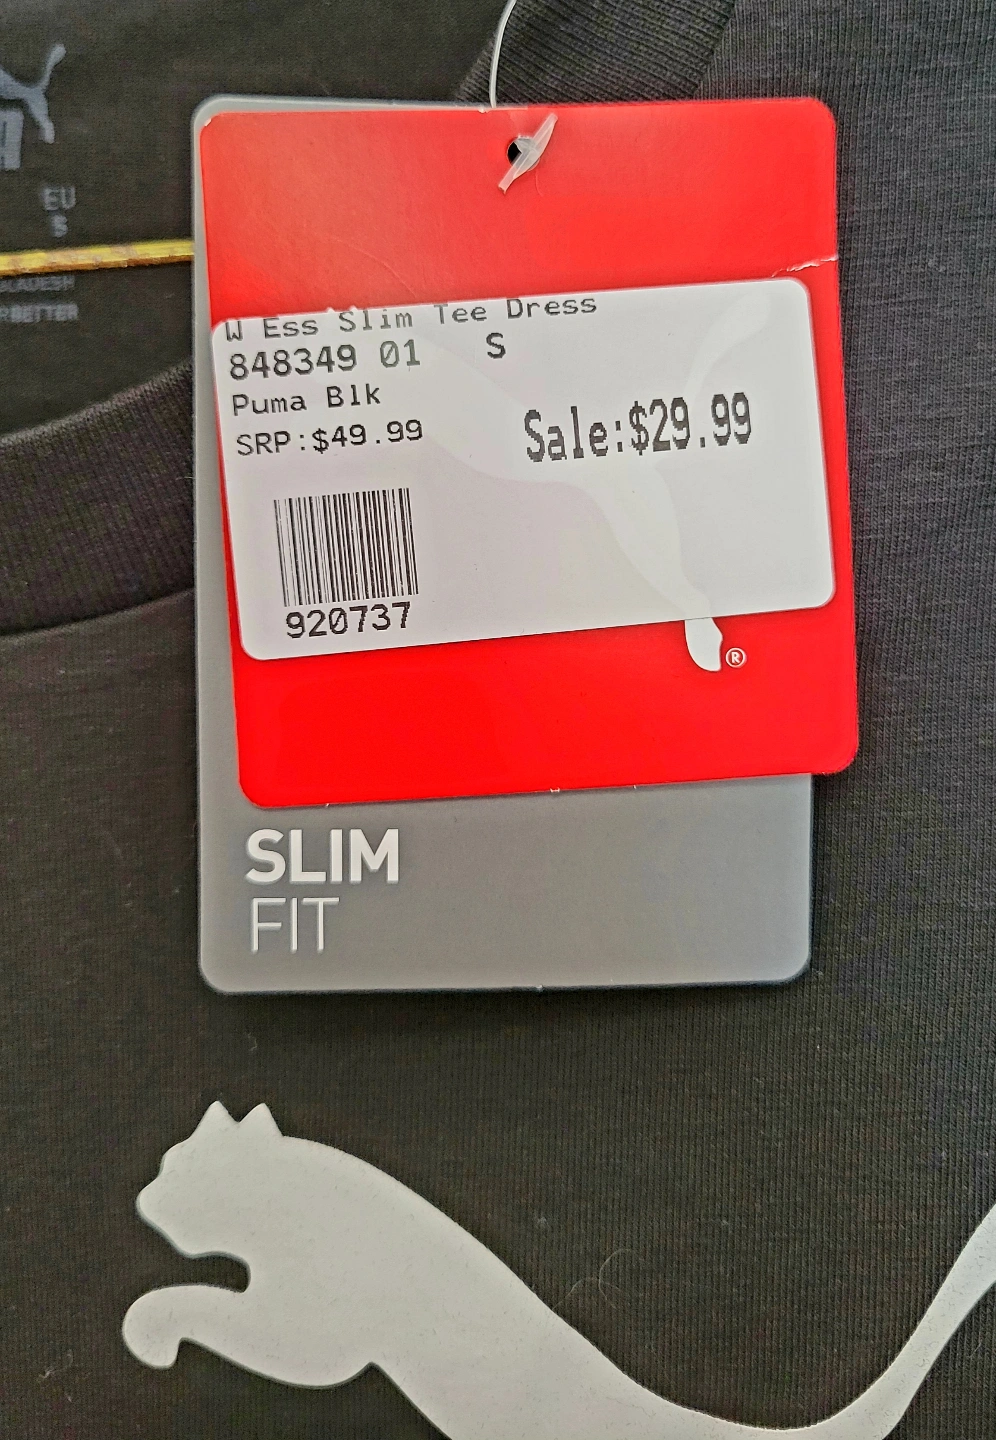 EU
S
W Ess Slim Tee Dress
848349 01 S
Puma Blk
SRP:$49.99 Sale:$29.99
920737
®
SLIM
FIT